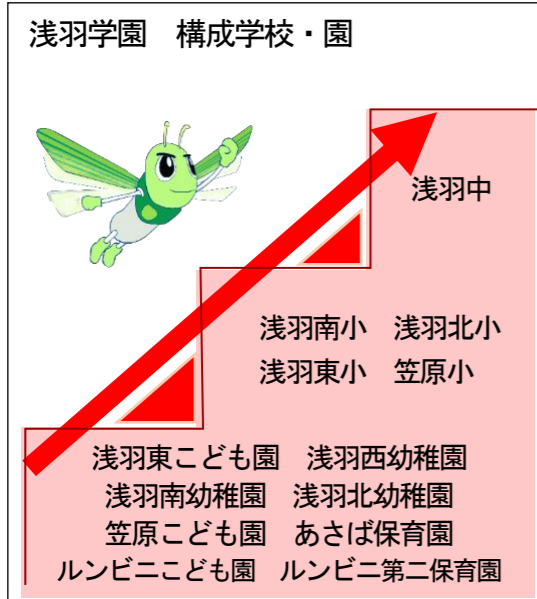 浅羽学園　構成学校・園
浅羽中
浅羽南小　浅羽北小
浅羽東小　笠原小
浅羽東こども園　浅羽西幼稚園
浅羽南幼稚園　浅羽北幼稚園
笠原こども園　あさば保育園
ルンビニこども園　ルンビニ第二保育園